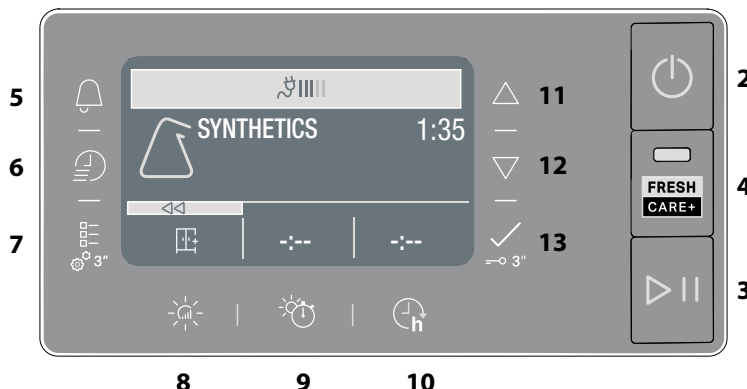 5
6
7
SYNTHETICS 1:35
-:-- -:--
3″
3″
h
11
12
13
2
FRESH
CARE+
4
3
8 9 10